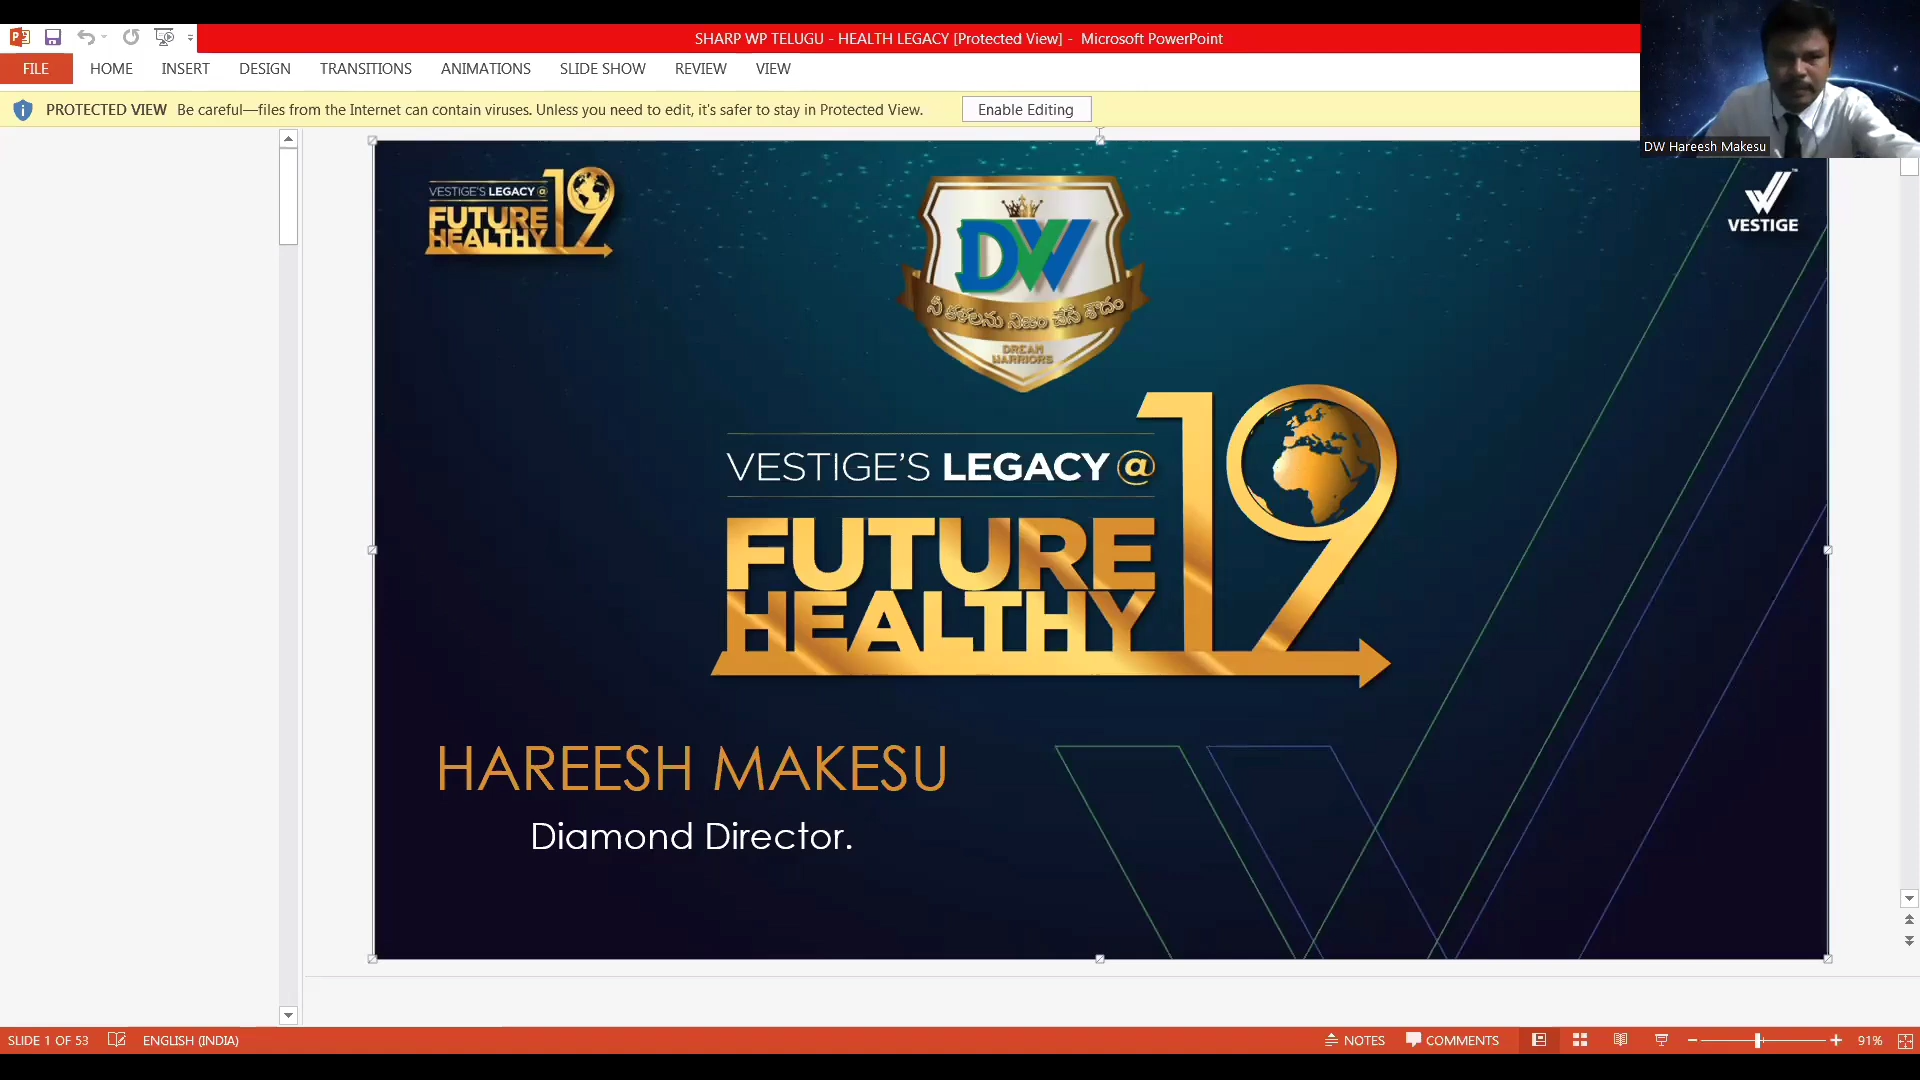 SHARP WP TELUGU - HEALTH LEGACY [Protected View] - Microsoft PowerPoint
FILE HOME INSERT DESIGN TRANSITIONS ANIMATIONS SLIDE SHOW REVIEW VIEW
PROTECTED VIEW Be careful—files from the Internet can contain viruses. Unless you need to edit, it's safer to stay in Protected View. Enable Editing
DW Hareesh Makesu
VESTIGE'S LEGACY @
FUTURE 19
HEALTHY
DW
నీ కలలను నిజం చేసే శౌదం
DREAM
WARRIORS
VESTIGE
VESTIGE'S LEGACY @
FUTURE 19
HEALTHY
HAREESH MAKESU
Diamond Director.
SLIDE 1 OF 53 ENGLISH (INDIA) NOTES COMMENTS 91%